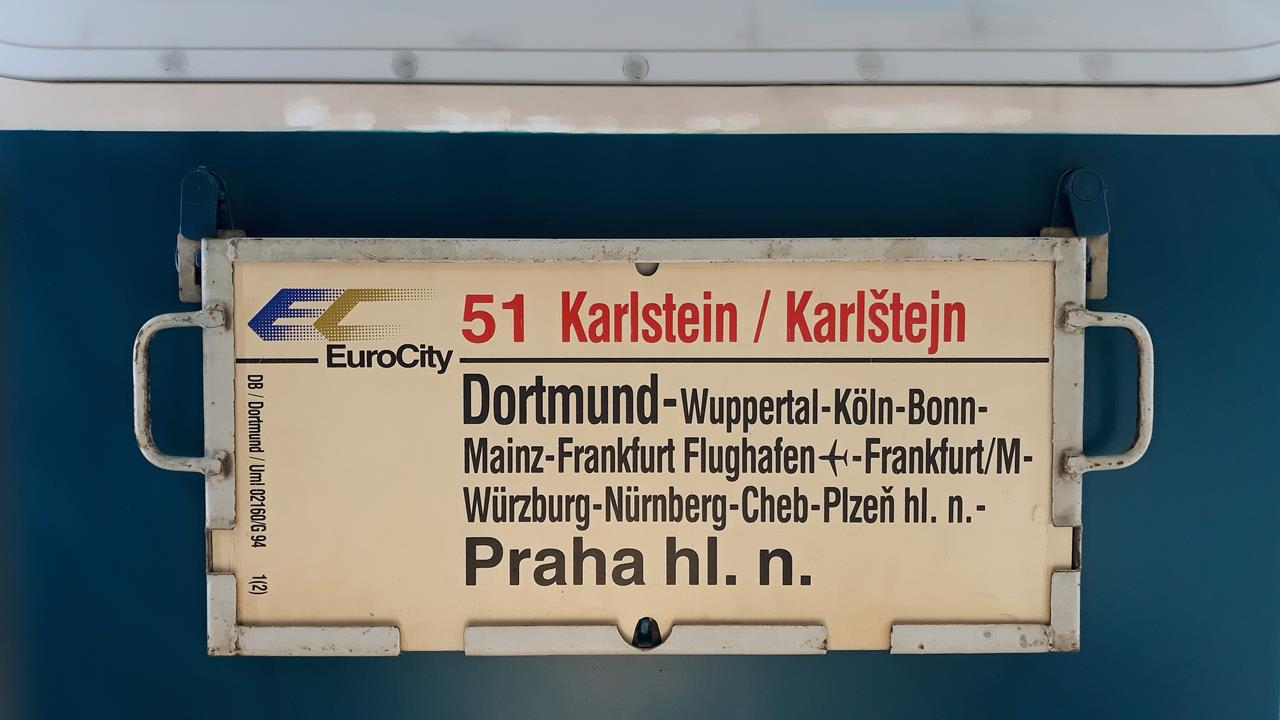 EC
51 Karlstein / Karlštejn
EuroCity
Dortmund-Wuppertal-Köln-Bonn-
Mainz-Frankfurt Flughafen✈-Frankfurt/M-
Würzburg-Nürnberg-Cheb-Plzeň hl. n.-
Praha hl. n.
DB / Dortmund / Uml 02160/G 94 1(2)